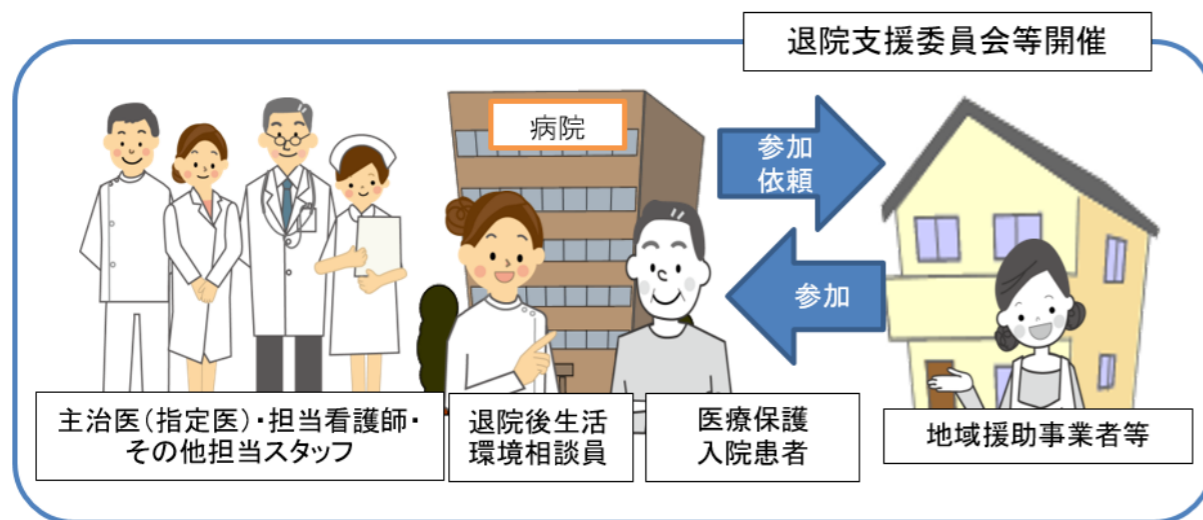 退院支援委員会等開催
病院
参加
依頼
参加
主治医(指定医)・担当看護師・
その他担当スタッフ
退院後生活
環境相談員
医療保護
入院患者
地域援助事業者等